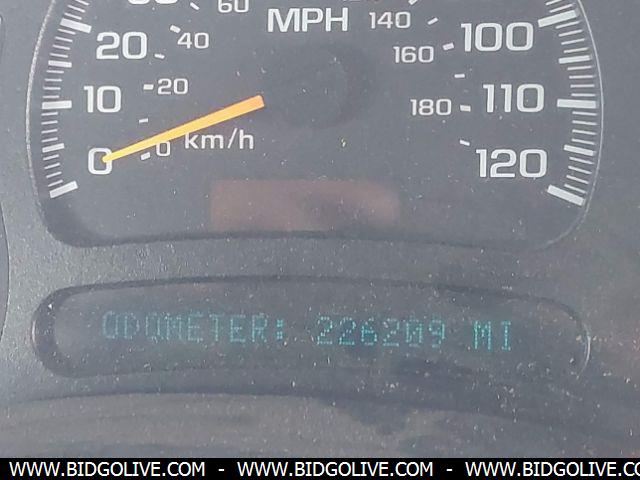 60
MPH 140
20 40 160 100
10 20 180 110
0 0 km/h 120
ODOMETER: 226209 MI
WWW.BIDGOLIVE.COM - WWW.BIDGOLIVE.COM - WWW.BIDGOLIVE.CO